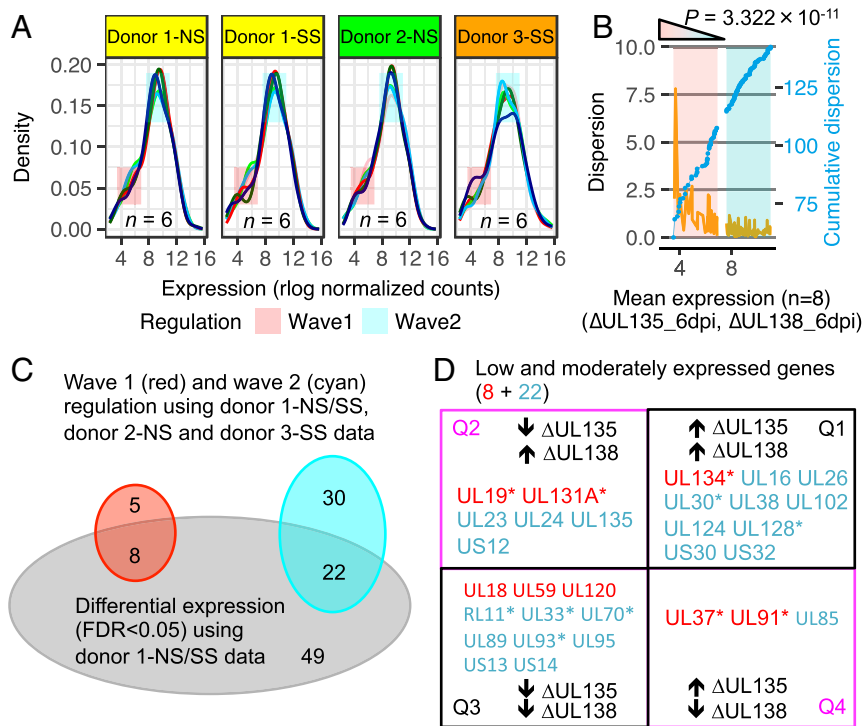 A
Donor 1-NS Donor 1-SS Donor 2-NS Donor 3-SS
0.20
0.15
0.10
0.05
0.00
Density
n = 6 n = 6 n = 6 n = 6
4 8 12 16 4 8 12 16 4 8 12 16 4 8 12 16
Expression (rlog normalized counts)
Regulation Wave1 Wave2
B
P = 3.322 × 10-11
10.0
7.5
5.0
2.5
0.0
Dispersion
125
100
75
Cumulative dispersion
4 8
Mean expression (n=8)
(ΔUL135_6dpi, ΔUL138_6dpi)
C
Wave 1 (red) and wave 2 (cyan)
regulation using donor 1-NS/SS,
donor 2-NS and donor 3-SS data
5
8
30
22
Differential expression
(FDR<0.05) using
donor 1-NS/SS data 49
D
Low and moderately expressed genes
(8 + 22)
Q2 ↓ ΔUL135
↑ ΔUL138
UL19* UL131A*
UL23 UL24 UL135
US12
↑ ΔUL135 Q1
↑ ΔUL138
UL134* UL16 UL26
UL30* UL38 UL102
UL124 UL128*
US30 US32
UL18 UL59 UL120
RL11* UL33* UL70*
UL89 UL93* UL95
US13 US14
↓ ΔUL135
Q3 ↓ ΔUL138
UL37* UL91* UL85
↑ ΔUL135
↓ ΔUL138 Q4